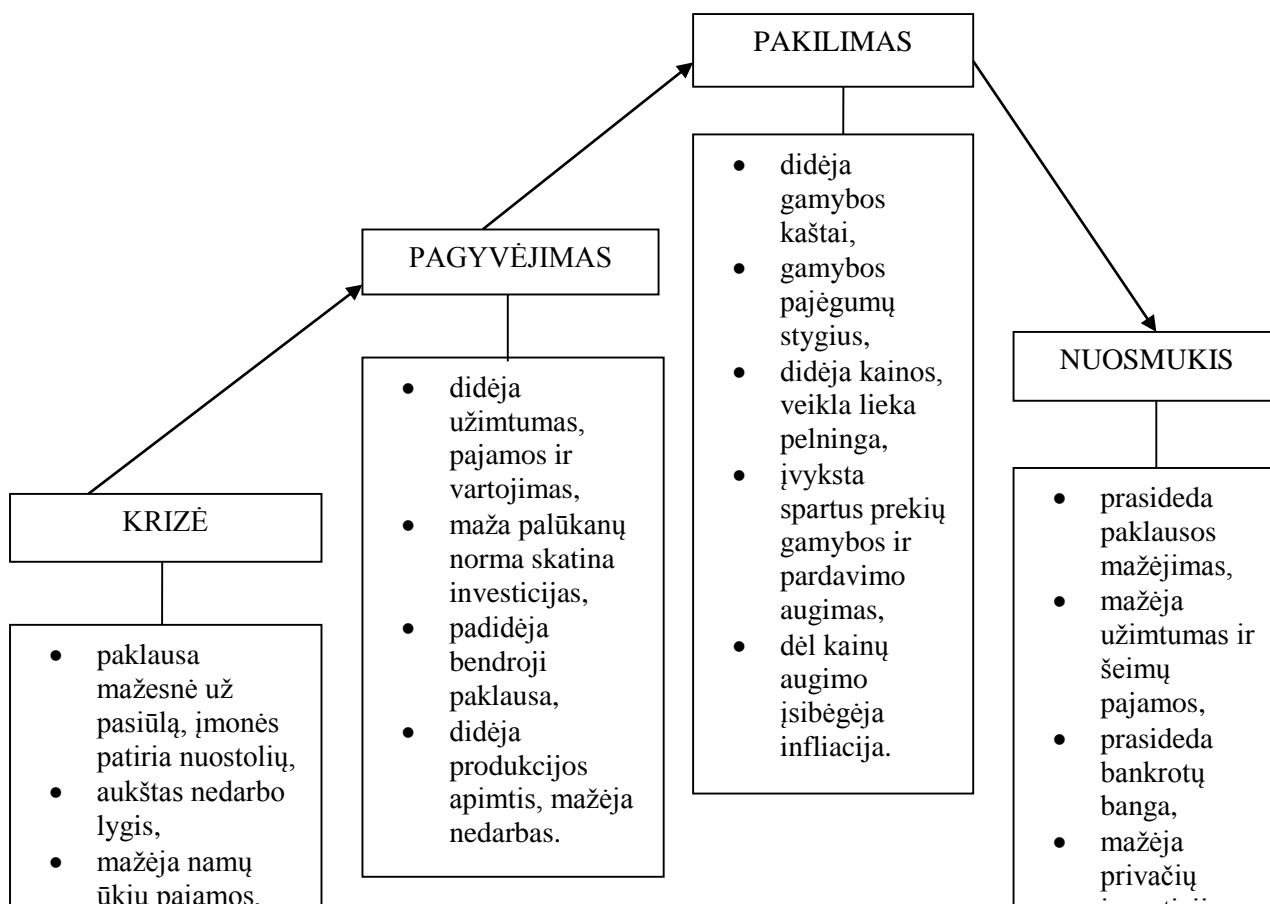 PAKILIMAS
• didėja
gamybos
kaštai,
• gamybos
pajėgumų
stygius,
• didėja kainos,
veikla lieka
pelninga,
• įvyksta
spartus prekių
gamybos ir
pardavimo
augimas,
• dėl kainų
augimo
įsibėgėja
infliacija.
PAGYVĖJIMAS
• didėja
užimtumas,
pajamos ir
vartojimas,
• maža palūkanų
norma skatina
investicijas,
• padidėja
bendroji
paklausa,
• didėja
produkcijos
apimtis, mažėja
nedarbas.
NUOSMUKIS
• prasideda
paklausos
mažėjimas,
• mažėja
užimtumas ir
šeimų
pajamos,
• prasideda
bankrotų
banga,
• mažėja
privačių
KRIZĖ
• paklausa
mažesnė už
pasiūlą, įmonės
patiria nuostolių,
• aukštas nedarbo
lygis,
• mažėja namų
ūkių pajamos,